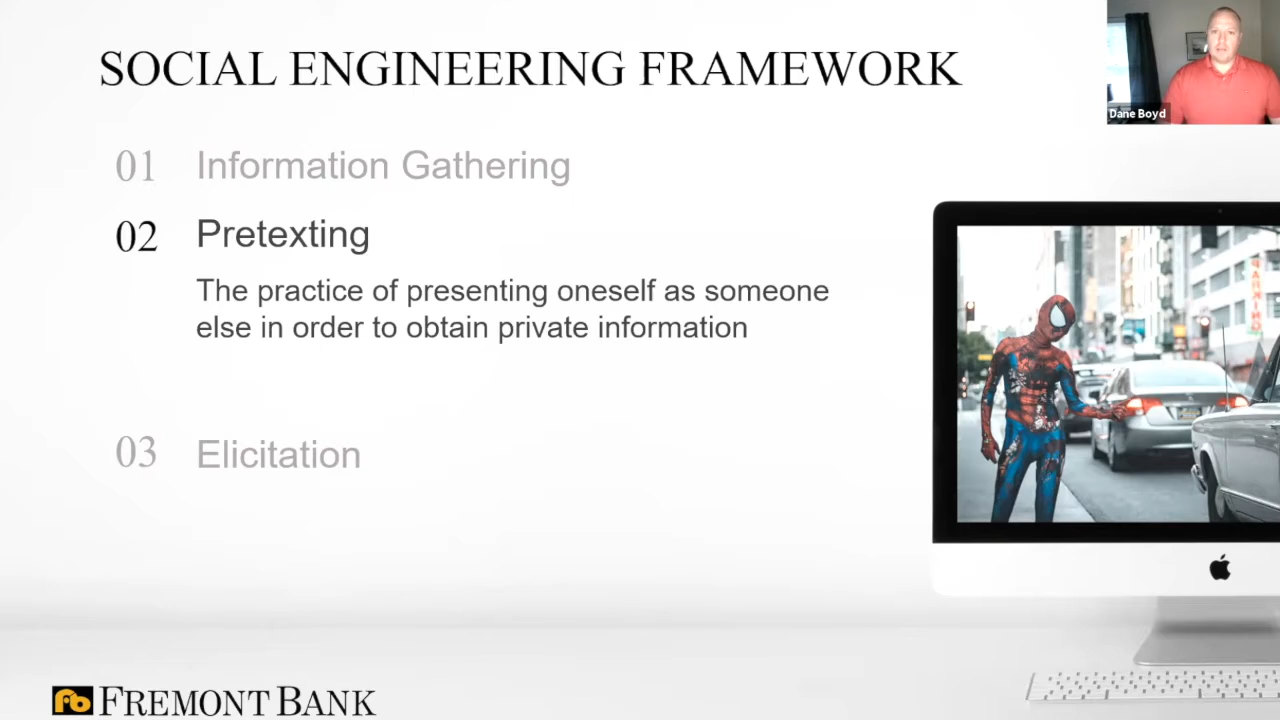 SOCIAL ENGINEERING FRAMEWORK
Dane Boyd
01 Information Gathering
02 Pretexting
The practice of presenting oneself as someone
else in order to obtain private information
03 Elicitation
fb FREMONT BANK